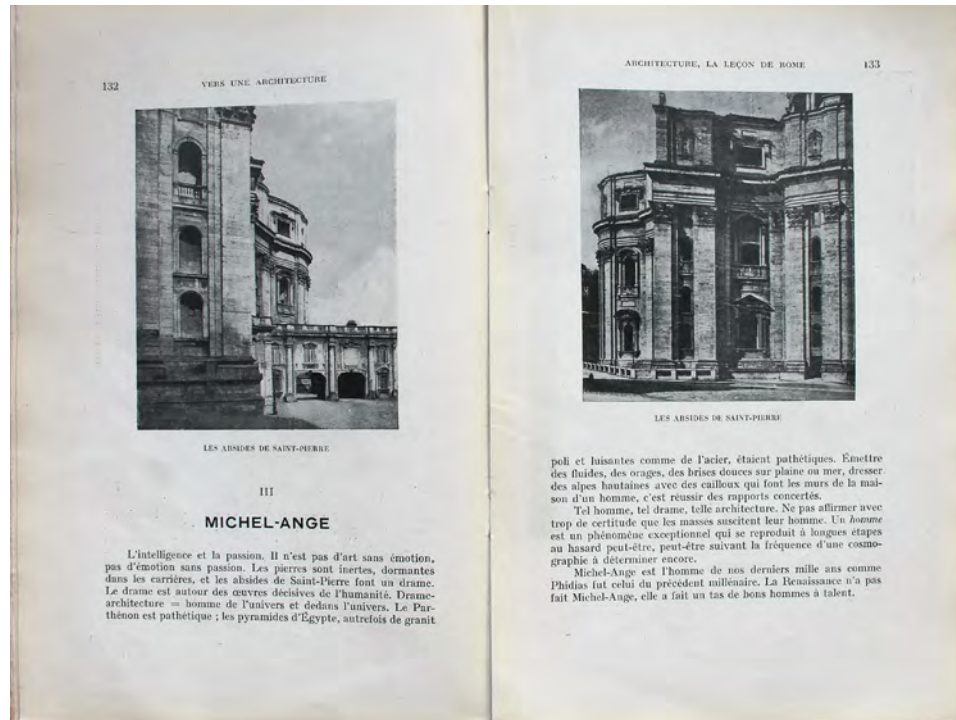 132
VERS UNE ARCHITECTURE
LES ABSIDES DE SAINT-PIERRE
III
MICHEL-ANGE
L'intelligence et la passion. Il n'est pas d'art sans émotion,
pas d'émotion sans passion. Les pierres sont inertes, dormantes
dans les carrières, et les absides de Saint-Pierre font un drame.
Le drame est autour des œuvres décisives de l'humanité. Drame-
architecture = homme de l'univers et dedans l'univers. Le Par-
thénon est pathétique ; les pyramides d'Égypte, autrefois de granit
ARCHITECTURE, LA LEÇON DE ROME
133
LES ABSIDES DE SAINT-PIERRE
poli et luisantes comme de l'acier, étaient pathétiques. Émettre
des fluides, des orages, des brises douces sur plaine ou mer, dresser
des alpes hautaines avec des cailloux qui font les murs de la mai-
son d'un homme, c'est réussir des rapports concertés.
Tel homme, tel drame, telle architecture. Ne pas affirmer avec
trop de certitude que les masses suscitent leur homme. Un homme
est un phénomène exceptionnel qui se reproduit à longues étapes
au hasard peut-être, peut-être suivant la fréquence d'une cosmo-
graphie à déterminer encore.
Michel-Ange est l'homme de nos derniers mille ans comme
Phidias fut celui du précédent millénaire. La Renaissance n'a pas
fait Michel-Ange, elle a fait un tas de bons hommes à talent.